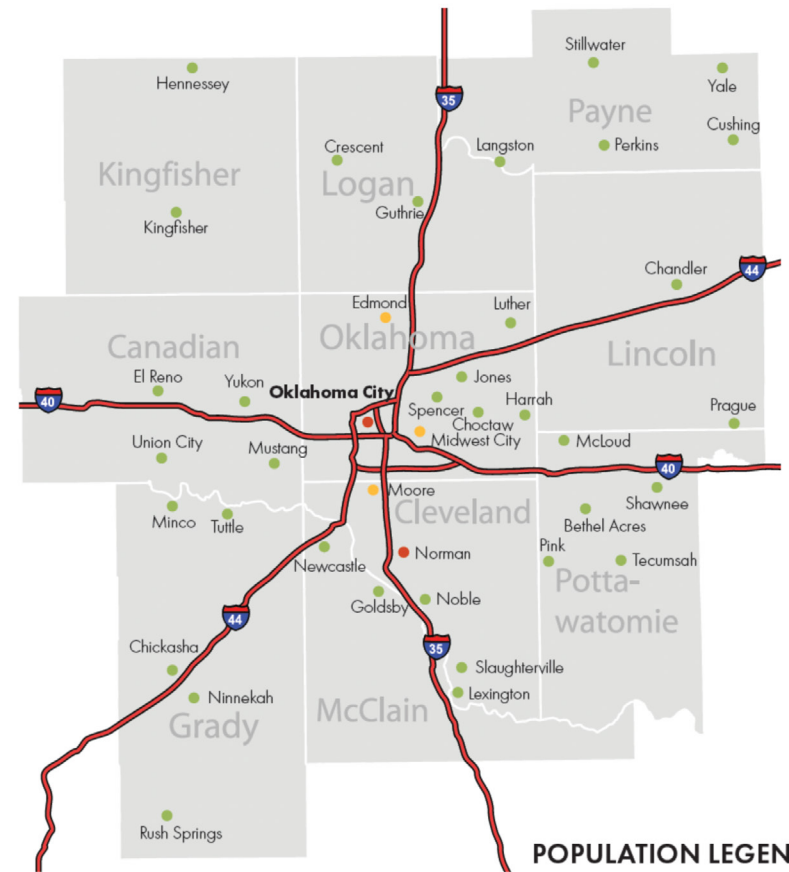 Stillwater
Hennessey
Yale
35
Payne
Cushing
Crescent
Langston
Perkins
Kingfisher
Logan
Guthrie
Kingfisher
44
Chandler
Edmond
Luther
Oklahoma
Canadian
Lincoln
El Reno
Yukon
Jones
Oklahoma City
40
Spencer
Harrah
Prague
Choctaw
Midwest City
McLoud
Union City
Mustang
40
Moore
Shawnee
Cleveland
Minco
Tuttle
Bethel Acres
Pink
Norman
Tecumsah
Newcastle
Potta-
watomie
Goldsby
Noble
44
35
Chickasha
Slaughterville
Lexington
Ninnekah
McClain
Grady
Rush Springs
POPULATION LEGEN